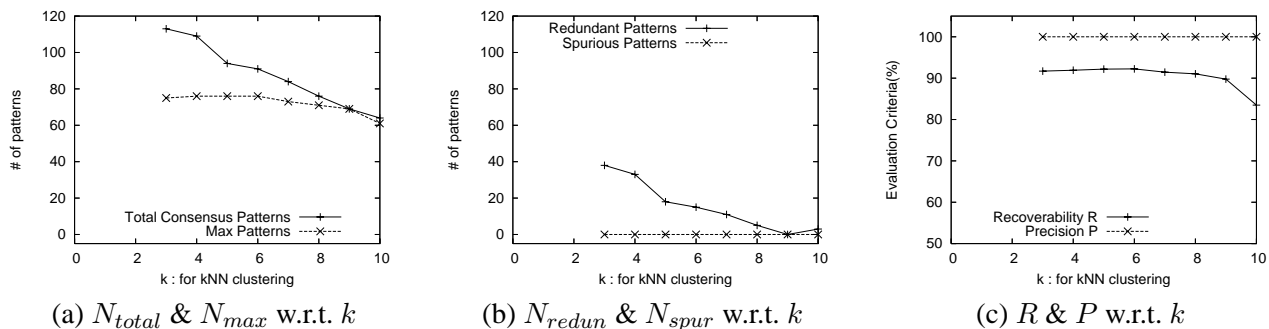 120
100
80
60
40
20
0
# of patterns
Total Consensus Patterns
Max Patterns
0 2 4 6 8 10
k : for kNN clustering
(a) N_total & N_max w.r.t. k
120
100
80
60
40
20
0
# of patterns
Redundant Patterns
Spurious Patterns
0 2 4 6 8 10
k : for kNN clustering
(b) N_redun & N_spur w.r.t. k
100
90
80
70
60
50
Evaluation Criteria(%)
Recoverability R
Precision P
0 2 4 6 8 10
k : for kNN clustering
(c) R & P w.r.t. k